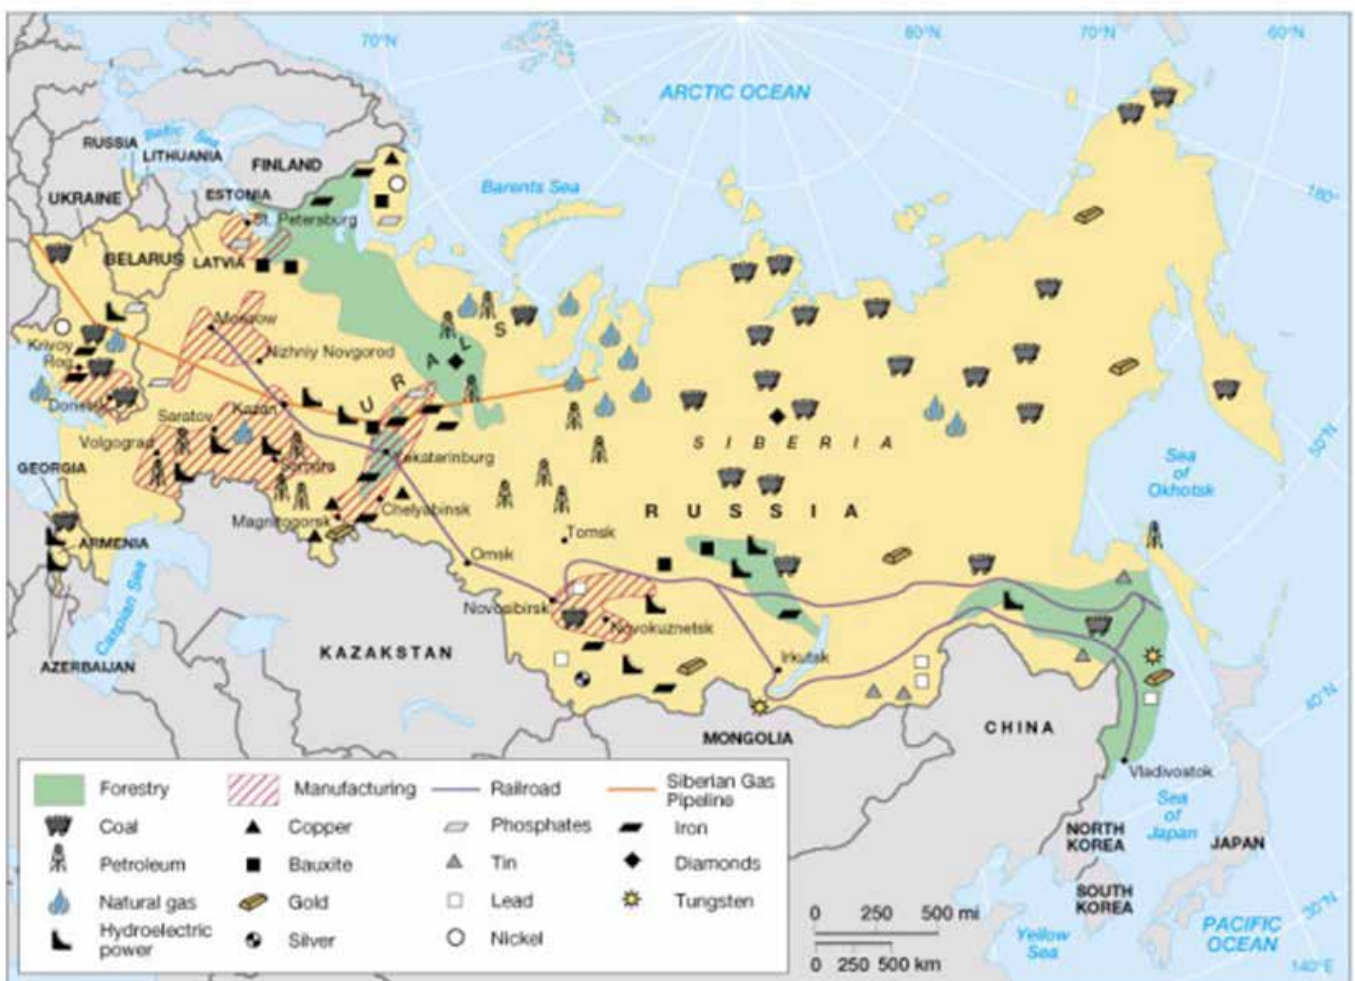 70°N
80°N
70°N
60°N
ARCTIC OCEAN
RUSSIA
Baltic Sea
LITHUANIA
FINLAND
Barents Sea
180°
UKRAINE
ESTONIA
St. Petersburg
BELARUS
LATVIA
Moscow
Nizhniy Novgorod
Krivoy
Rog
Donetsk
Saratov
Kazan
U R A L S
Volgograd
Samara
Yekaterinburg
SIBERIA
50°N
Sea
of
Okhotsk
GEORGIA
Magnitogorsk
Chelyabinsk
RUSSIA
Tomsk
ARMENIA
Omsk
Caspian Sea
Novosibirsk
Novokuznetsk
AZERBAIJAN
KAZAKSTAN
Irkutsk
40°N
MONGOLIA
CHINA
Vladivostok
Sea
of
Japan
NORTH
KOREA
JAPAN
SOUTH
KOREA
30°N
Yellow
Sea
PACIFIC
OCEAN
140°E
Forestry
Manufacturing
Railroad
Siberian Gas
Pipeline
Coal
Copper
Phosphates
Iron
Petroleum
Bauxite
Tin
Diamonds
Natural gas
Gold
Lead
Tungsten
Hydroelectric
power
Silver
Nickel
0 250 500 mi
0 250 500 km